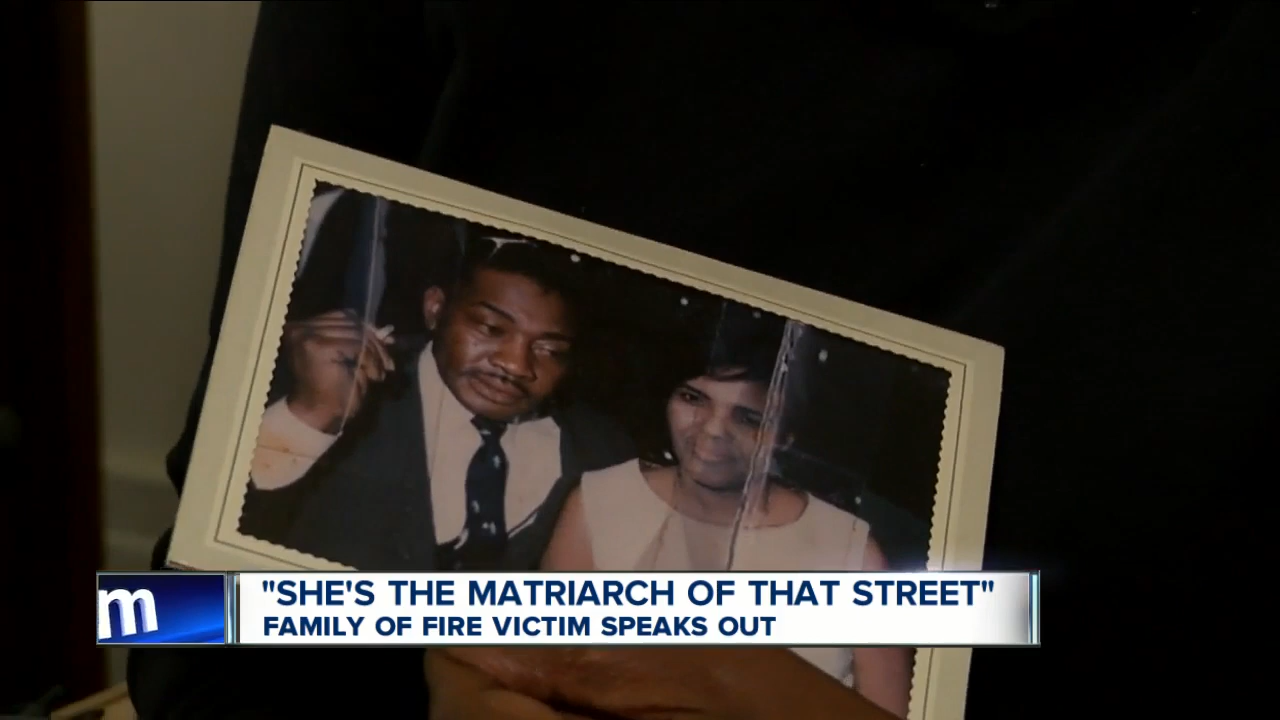 m
"SHE'S THE MATRIARCH OF THAT STREET"
FAMILY OF FIRE VICTIM SPEAKS OUT